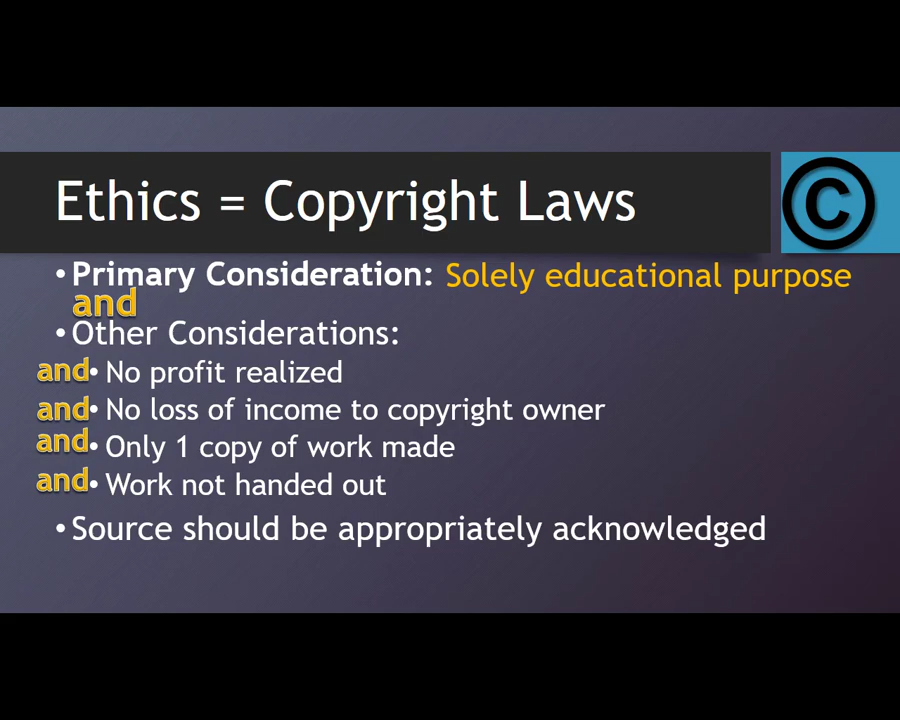 Ethics = Copyright Laws
©
• Primary Consideration: Solely educational purpose
and
• Other Considerations:
and • No profit realized
and • No loss of income to copyright owner
and • Only 1 copy of work made
and • Work not handed out
• Source should be appropriately acknowledged